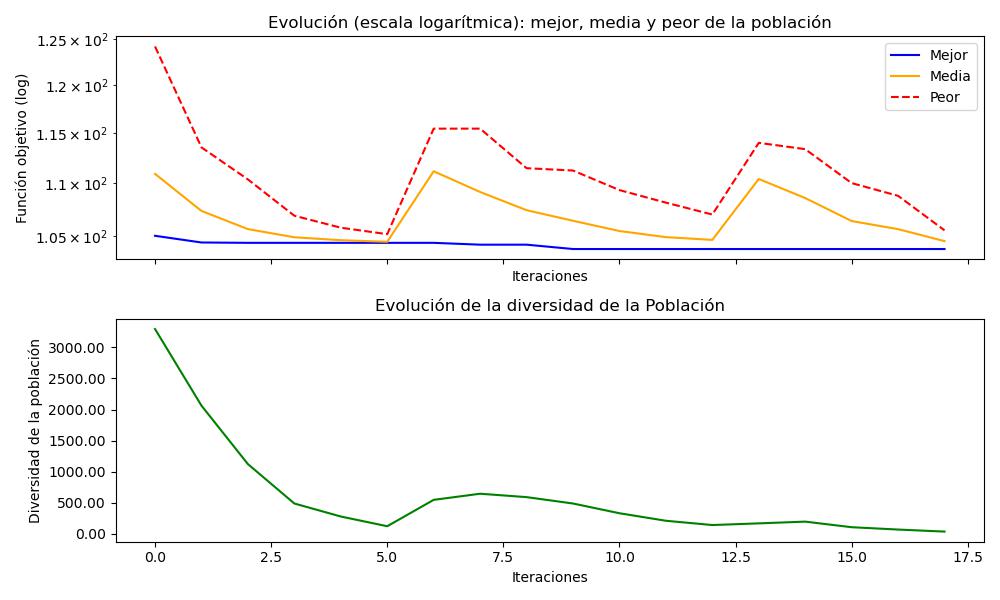 Evolución (escala logarítmica): mejor, media y peor de la población
1.25 × 10²
1.2 × 10²
1.15 × 10²
1.1 × 10²
1.05 × 10²
Función objetivo (log)
Mejor
Media
Peor
Iteraciones
Evolución de la diversidad de la Población
3000.00
2500.00
2000.00
1500.00
1000.00
500.00
0.00
Diversidad de la población
0.0 2.5 5.0 7.5 10.0 12.5 15.0 17.5
Iteraciones